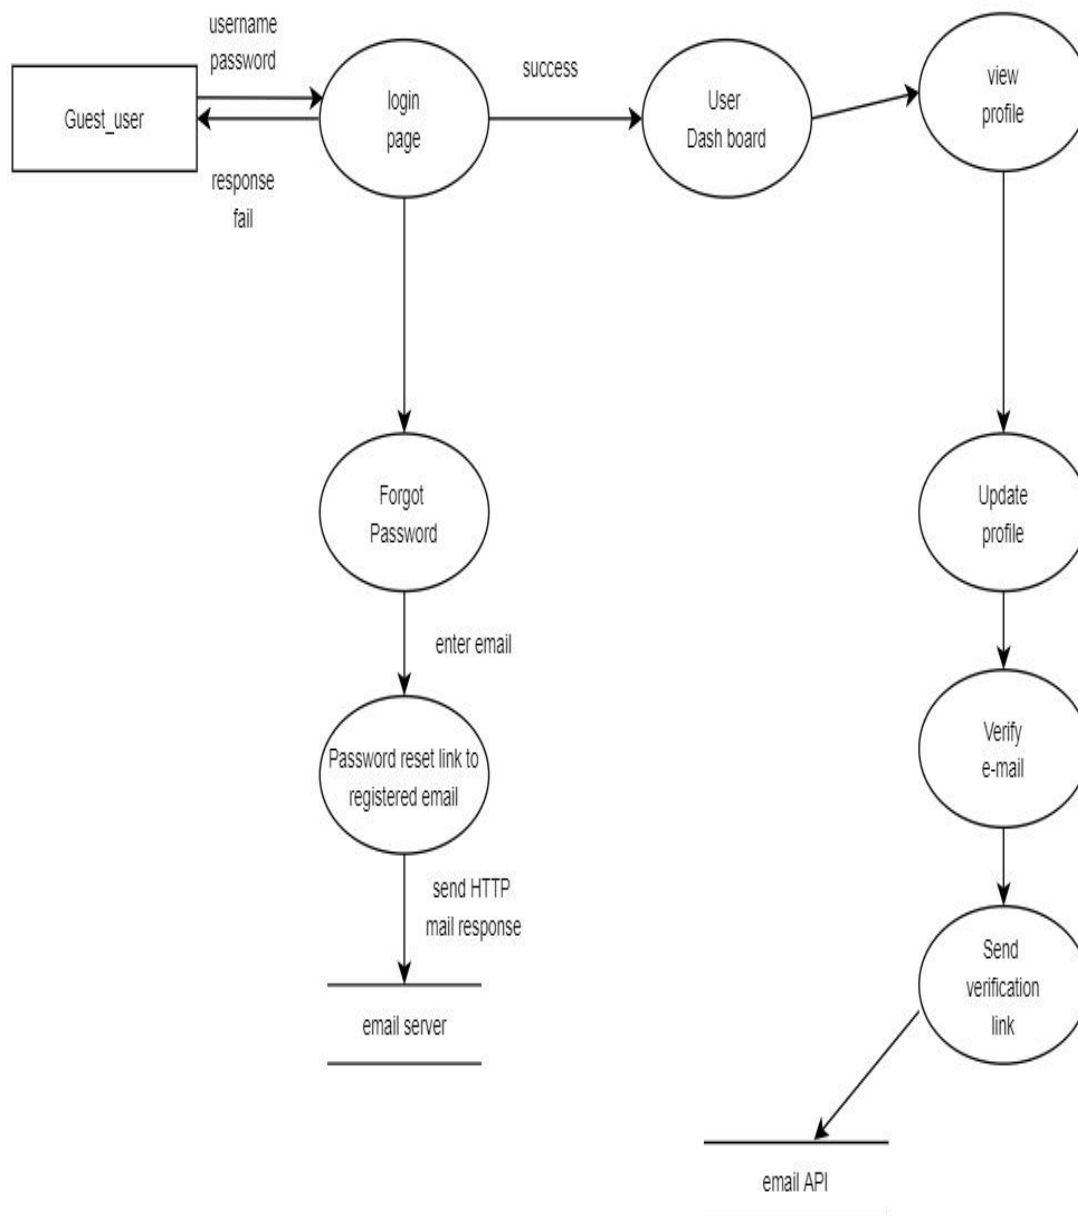 username
password
Guest_user
response
fail
login
page
success
User
Dash board
view
profile
Forgot
Password
enter email
Password reset link to
registered email
send HTTP
mail response
email server
Update
profile
Verify
e-mail
Send
verification
link
email API